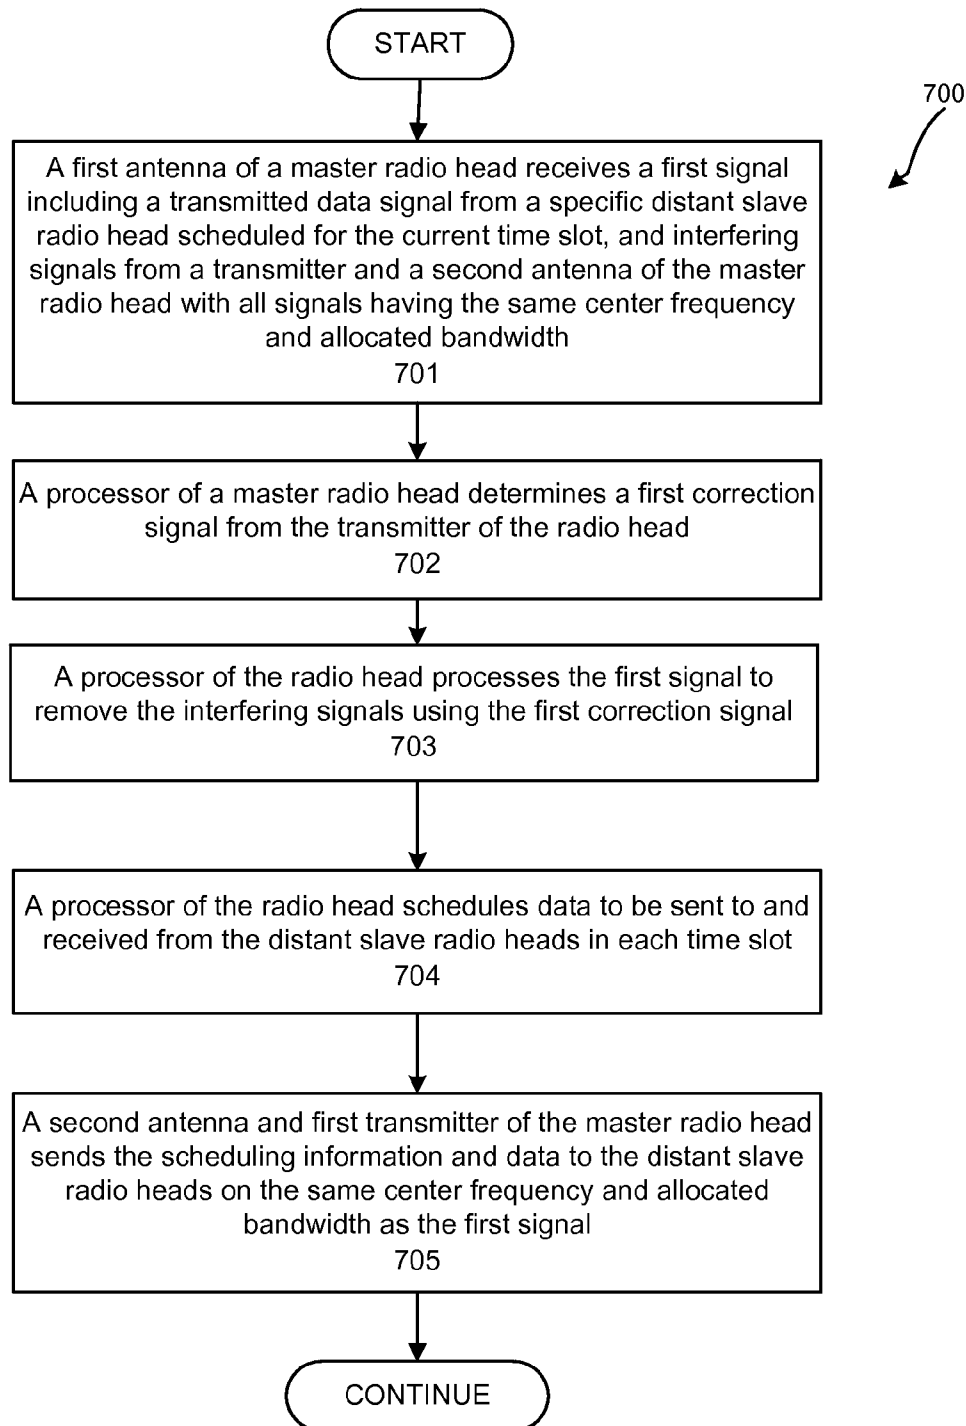 START
700
A first antenna of a master radio head receives a first signal
including a transmitted data signal from a specific distant slave
radio head scheduled for the current time slot, and interfering
signals from a transmitter and a second antenna of the master
radio head with all signals having the same center frequency
and allocated bandwidth
701
A processor of a master radio head determines a first correction
signal from the transmitter of the radio head
702
A processor of the radio head processes the first signal to
remove the interfering signals using the first correction signal
703
A processor of the radio head schedules data to be sent to and
received from the distant slave radio heads in each time slot
704
A second antenna and first transmitter of the master radio head
sends the scheduling information and data to the distant slave
radio heads on the same center frequency and allocated
bandwidth as the first signal
705
CONTINUE